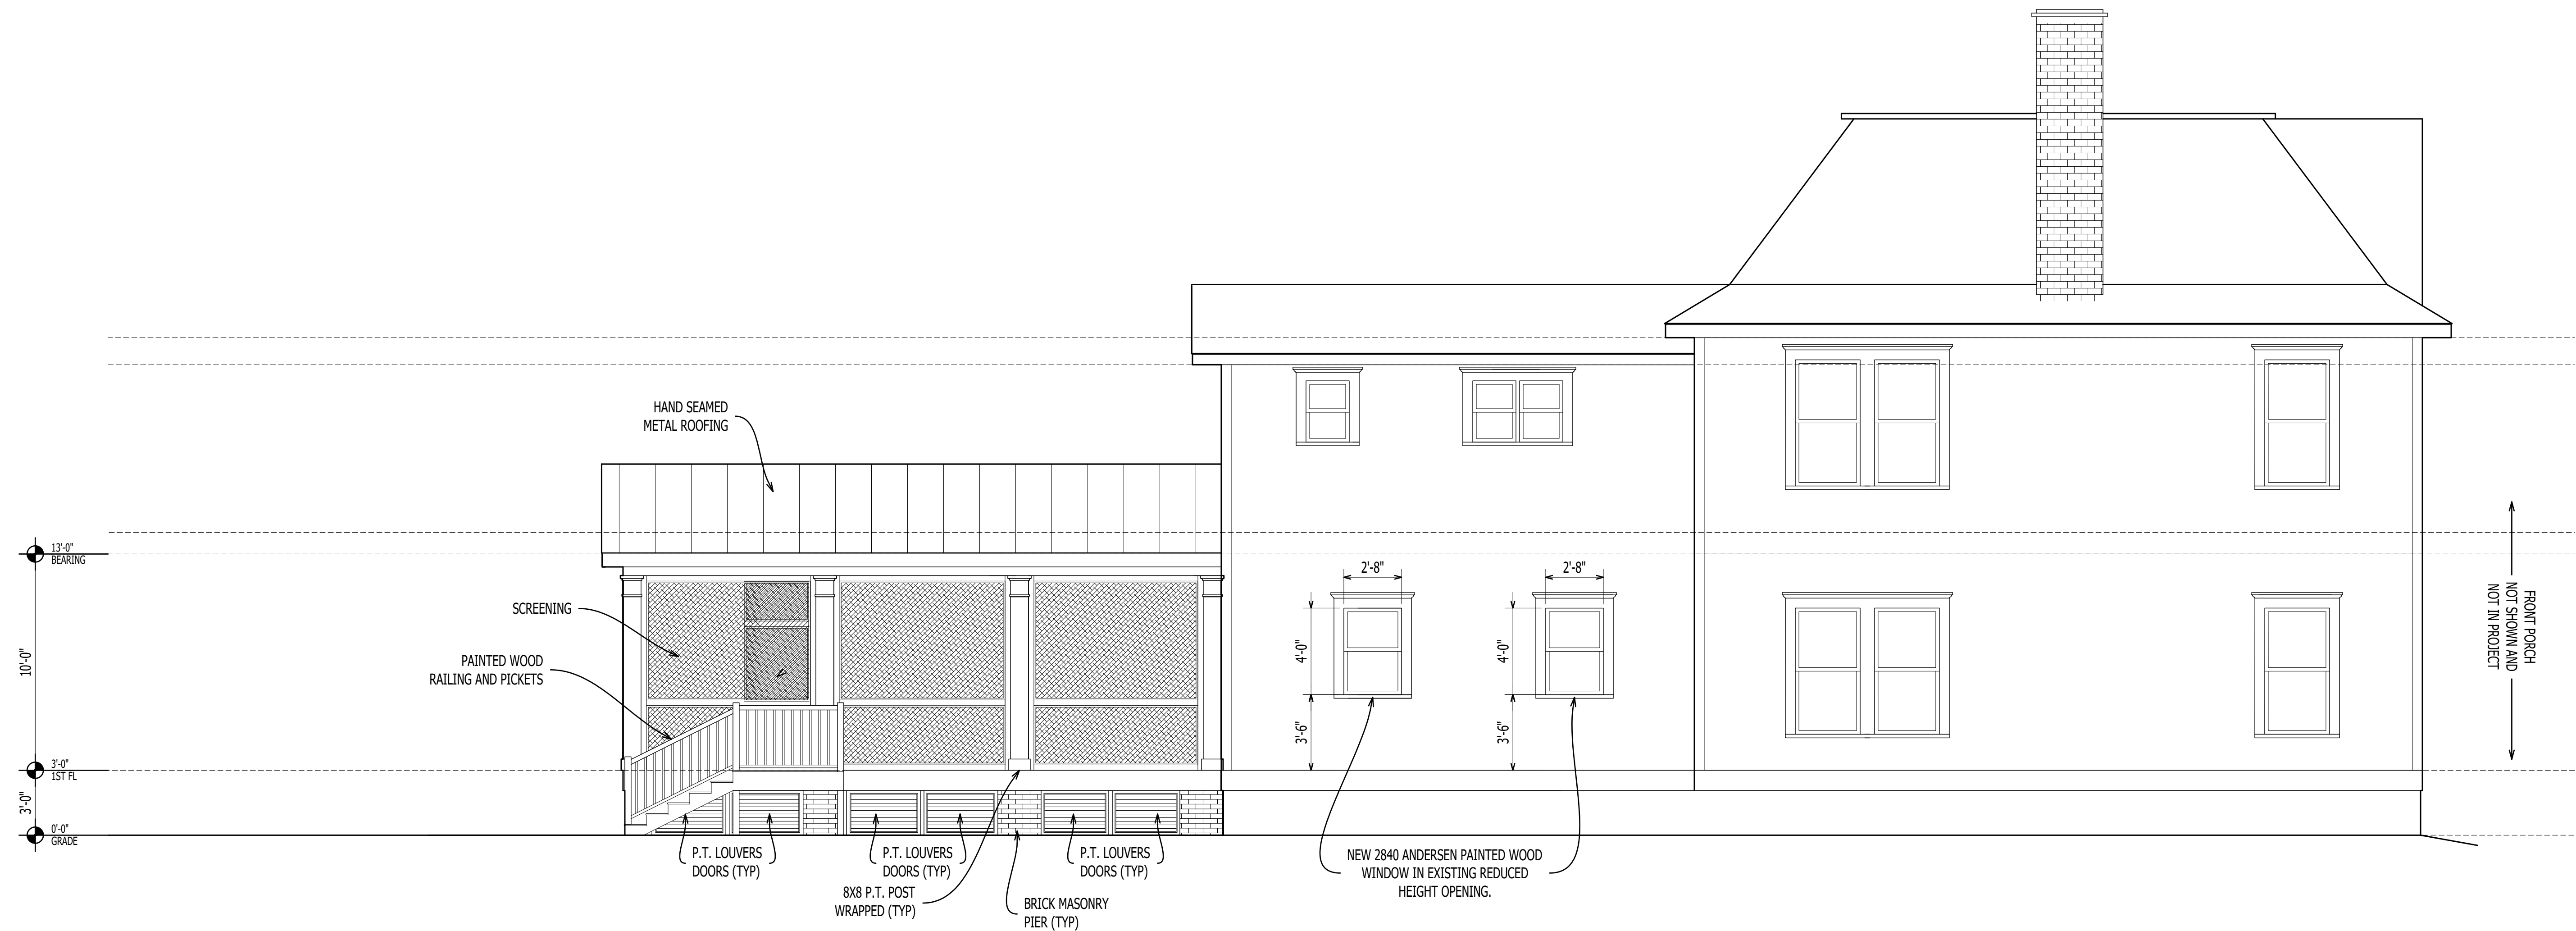 HAND SEAMED
METAL ROOFING
13'-0"
BEARING
SCREENING
PAINTED WOOD
RAILING AND PICKETS
10'-0"
3'-0"
1ST FL
3'-0"
0'-0"
GRADE
2'-8"
2'-8"
4'-0"
4'-0"
3'-6"
3'-6"
FRONT PORCH
NOT SHOWN AND
NOT IN PROJECT
P.T. LOUVERS
DOORS (TYP)
P.T. LOUVERS
DOORS (TYP)
P.T. LOUVERS
DOORS (TYP)
8X8 P.T. POST
WRAPPED (TYP)
BRICK MASONRY
PIER (TYP)
NEW 2840 ANDERSEN PAINTED WOOD
WINDOW IN EXISTING REDUCED
HEIGHT OPENING.